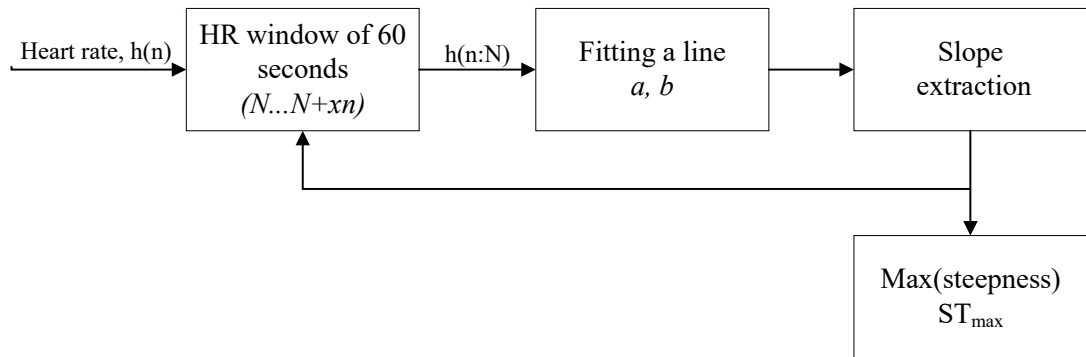 Heart rate, h(n)
HR window of 60
seconds
(N...N+xn)
h(n:N)
Fitting a line
a, b
Slope
extraction
Max(steepness)
STmax